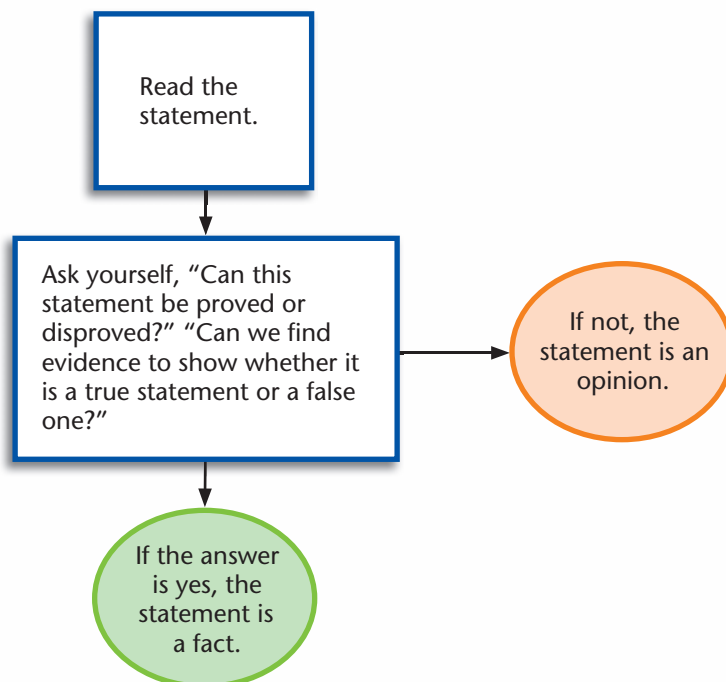 Read the
statement.
Ask yourself, “Can this
statement be proved or
disproved?” “Can we find
evidence to show whether it
is a true statement or a false
one?”
If not, the
statement is an
opinion.
If the answer
is yes, the
statement is
a fact.